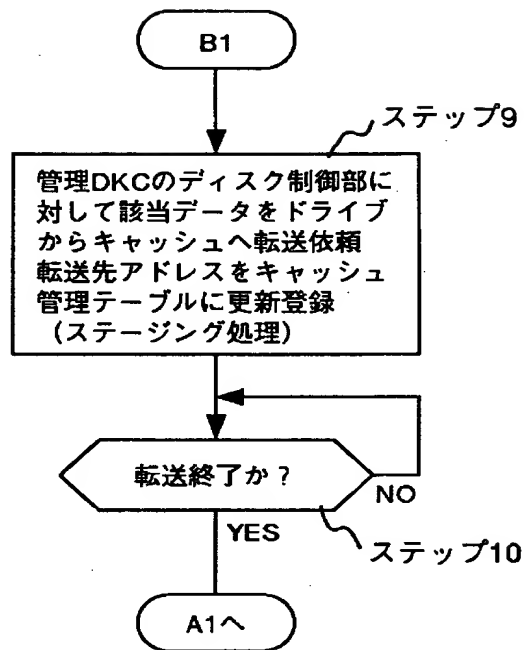 B1
ステップ9
管理DKCのディスク制御部に
対して該当データをドライブ
からキャッシュへ転送依頼
転送先アドレスをキャッシュ
管理テーブルに更新登録
(ステージング処理)
転送終了か?
NO
YES
ステップ10
A1へ